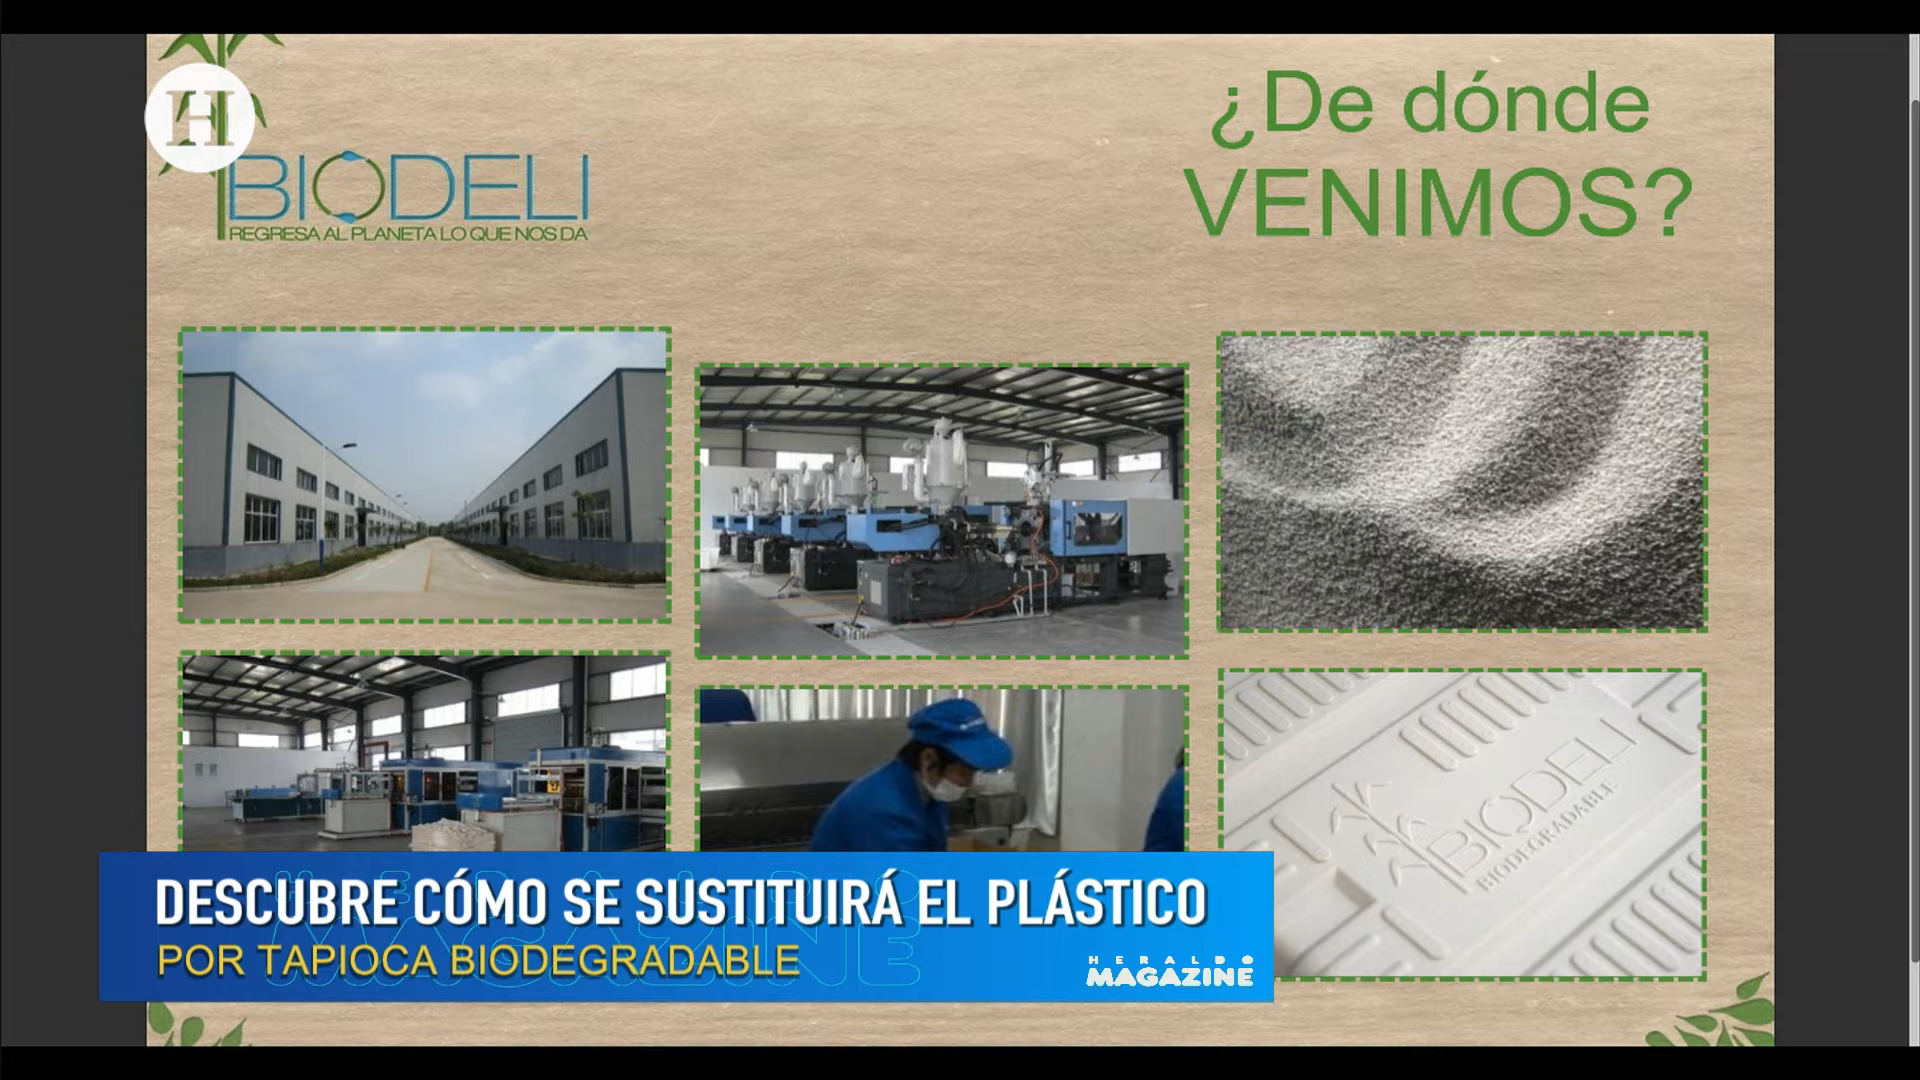 H
BIODELI
REGRESA AL PLANETA LO QUE NOS DA
¿De dónde
VENIMOS?
BIODELI
BIODEGRADABLE
DESCUBRE CÓMO SE SUSTITUIRÁ EL PLÁSTICO
POR TAPIOCA BIODEGRADABLE
HERALDO
MAGAZINE